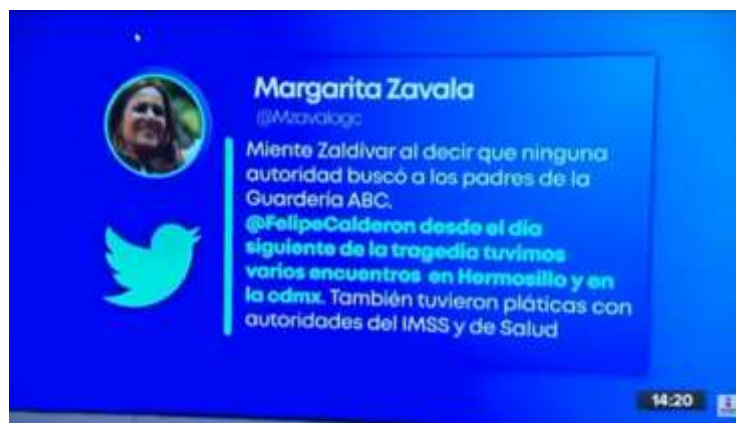 Margarita Zavala
@Mzavalagc
Miente Zaldívar al decir que ninguna
autoridad buscó a los padres de la
Guardería ABC.
@FelipeCalderon desde el día
siguiente de la tragedia tuvimos
varios encuentros en Hermosillo y en
la cdmx. También tuvieron pláticas con
autoridades del IMSS y de Salud
14:20